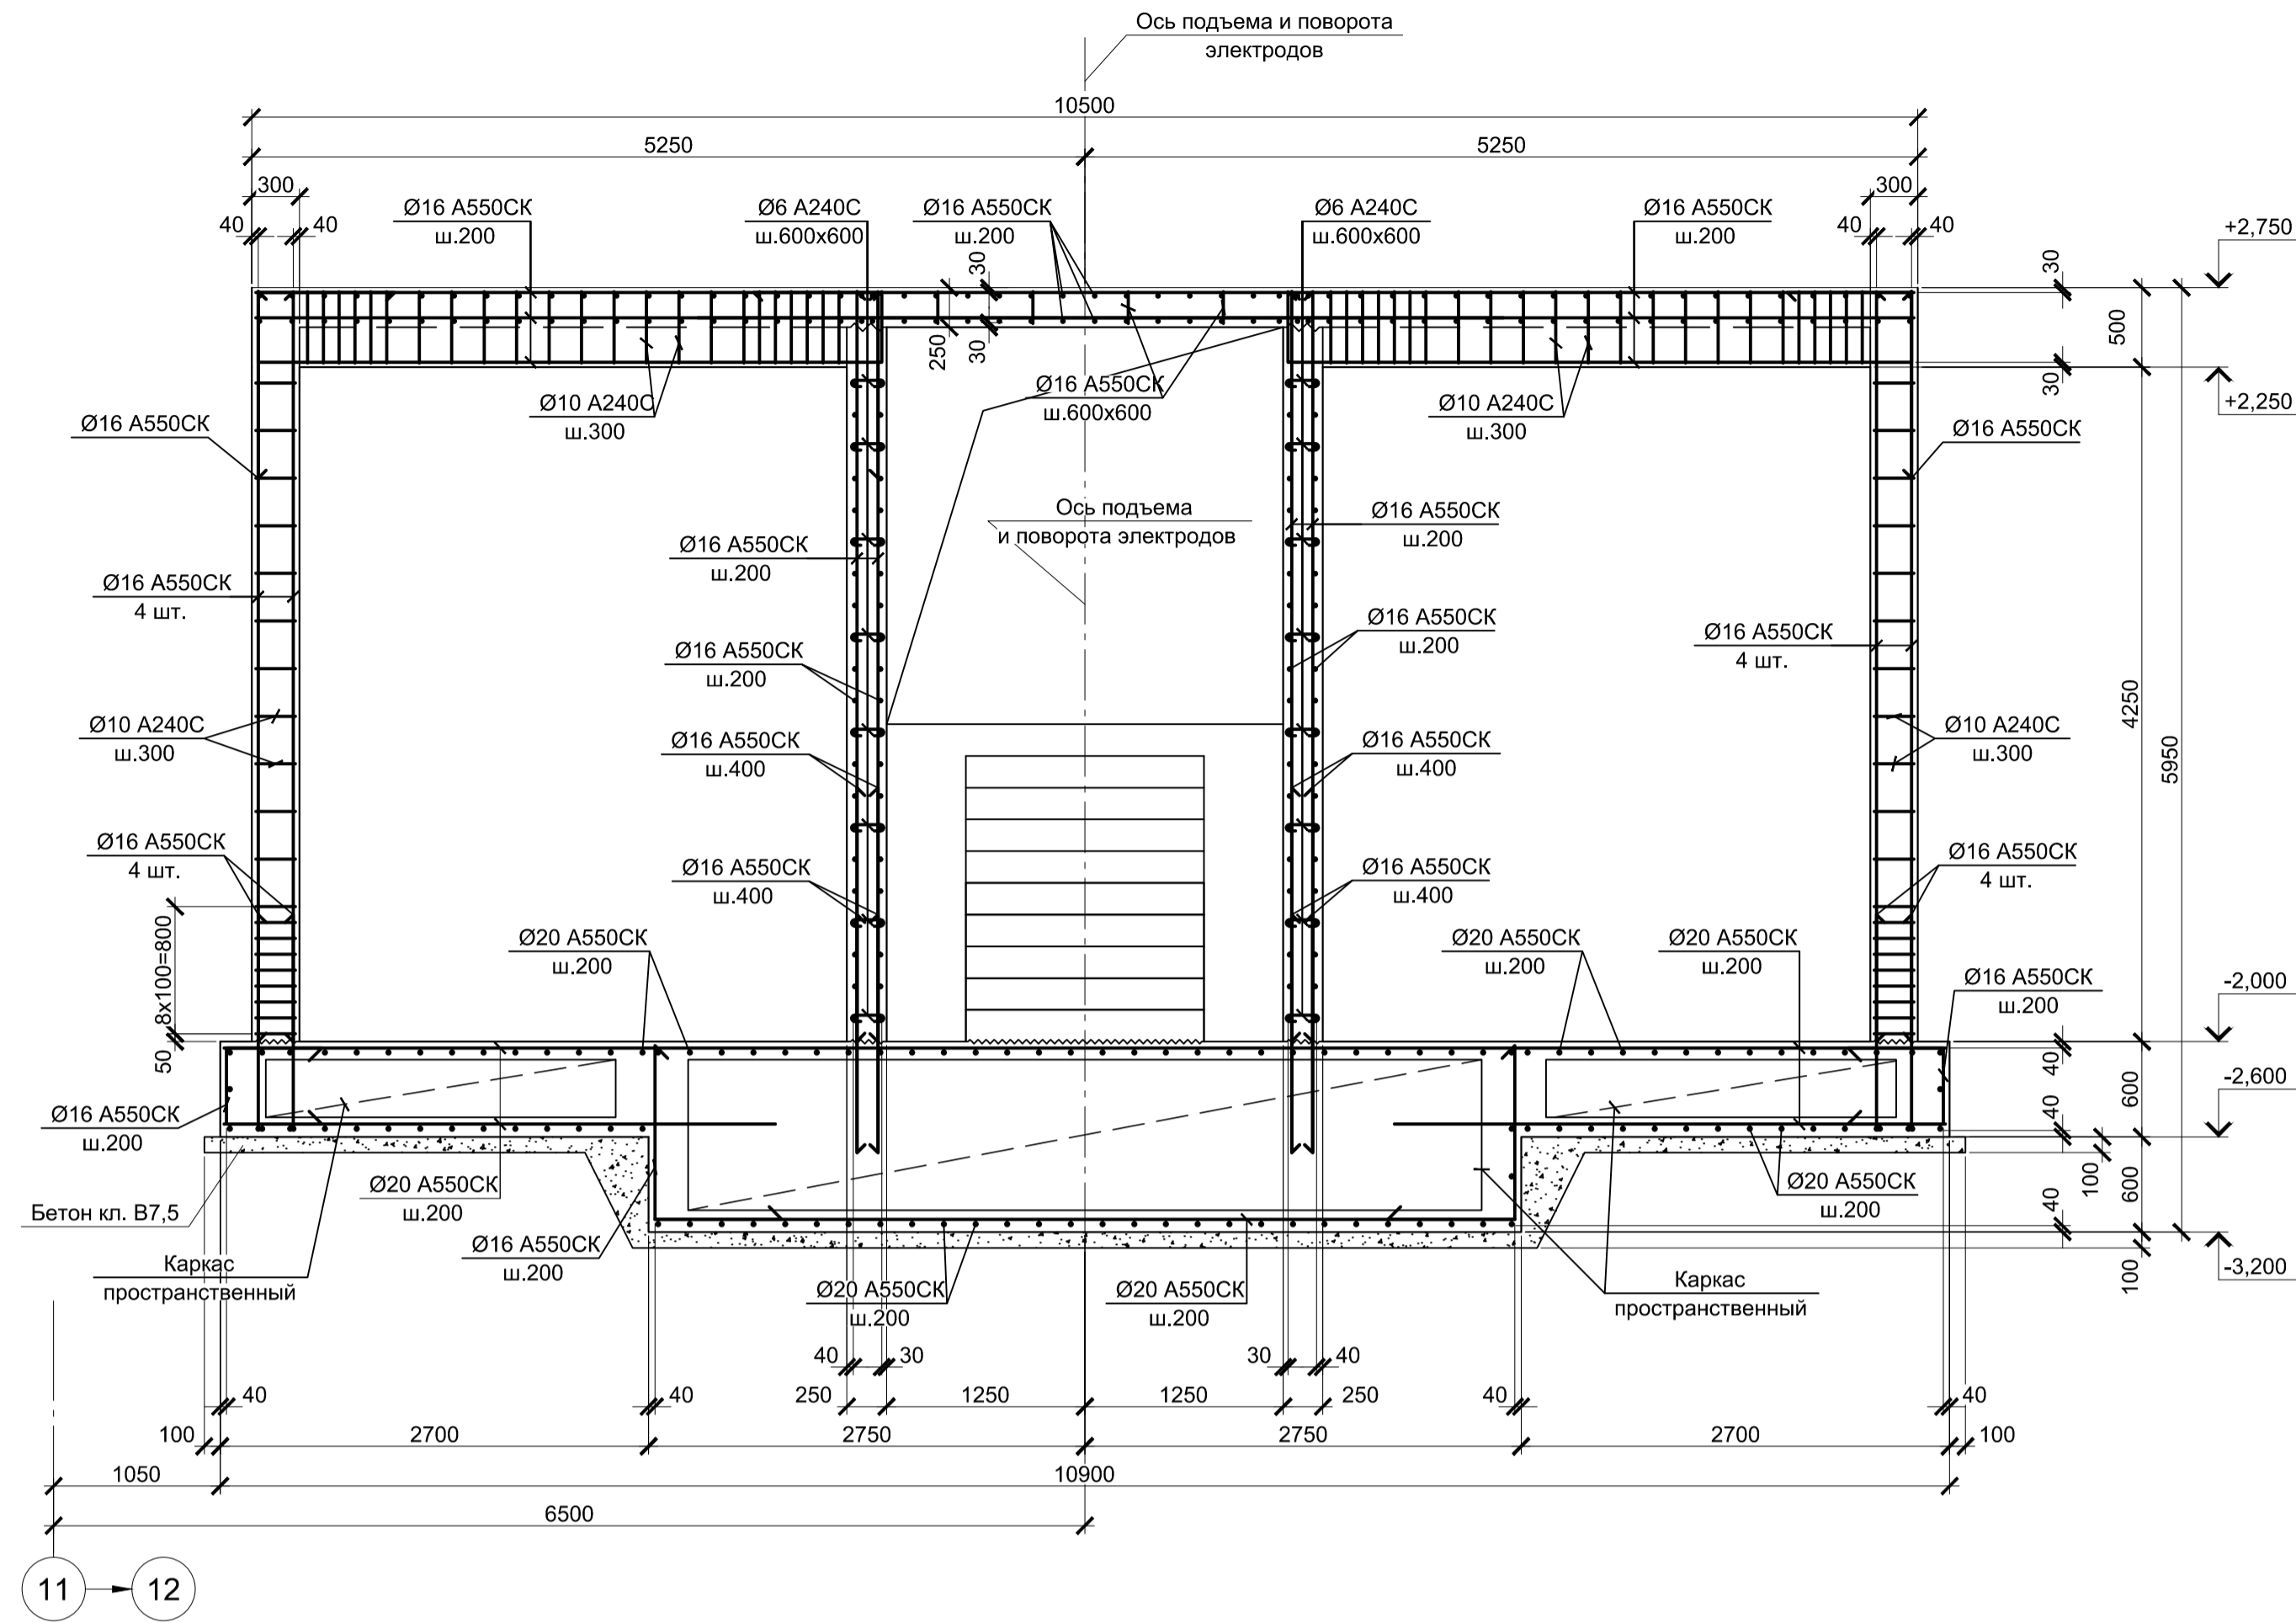 Ось подъема и поворота
электродов
10500
5250
5250
300
300
Ø16 А550СК
ш.200
Ø6 А240С
ш.600х600
Ø16 А550СК
ш.200
Ø6 А240С
ш.600х600
Ø16 А550СК
ш.200
40
40
40
40
+2,750
30
30
500
250
30
30
+2,250
Ø16 А550СК
ш.600х600
Ø10 А240С
ш.300
Ø10 А240С
ш.300
Ø16 А550СК
Ø16 А550СК
Ось подъема
и поворота электродов
Ø16 А550СК
ш.200
Ø16 А550СК
ш.200
Ø16 А550СК
4 шт.
Ø16 А550СК
ш.200
Ø16 А550СК
4 шт.
Ø16 А550СК
ш.200
4250
5950
Ø10 А240С
ш.300
Ø16 А550СК
ш.400
Ø16 А550СК
ш.400
Ø10 А240С
ш.300
Ø16 А550СК
4 шт.
Ø16 А550СК
ш.400
Ø16 А550СК
ш.400
Ø16 А550СК
4 шт.
8х100=800
50
Ø20 А550СК
ш.200
Ø20 А550СК
ш.200
Ø20 А550СК
ш.200
Ø16 А550СК
ш.200
-2,000
40
600
40
-2,600
Ø16 А550СК
ш.200
Ø20 А550СК
ш.200
Ø20 А550СК
ш.200
100
600
40
Бетон кл. В7,5
Ø16 А550СК
ш.200
Каркас
пространственный
Ø20 А550СК
ш.200
Ø20 А550СК
ш.200
Каркас
пространственный
100
-3,200
40
30
30
40
40
40
250
1250
1250
250
40
40
100
2700
2750
2750
2700
100
1050
10900
6500
11
12